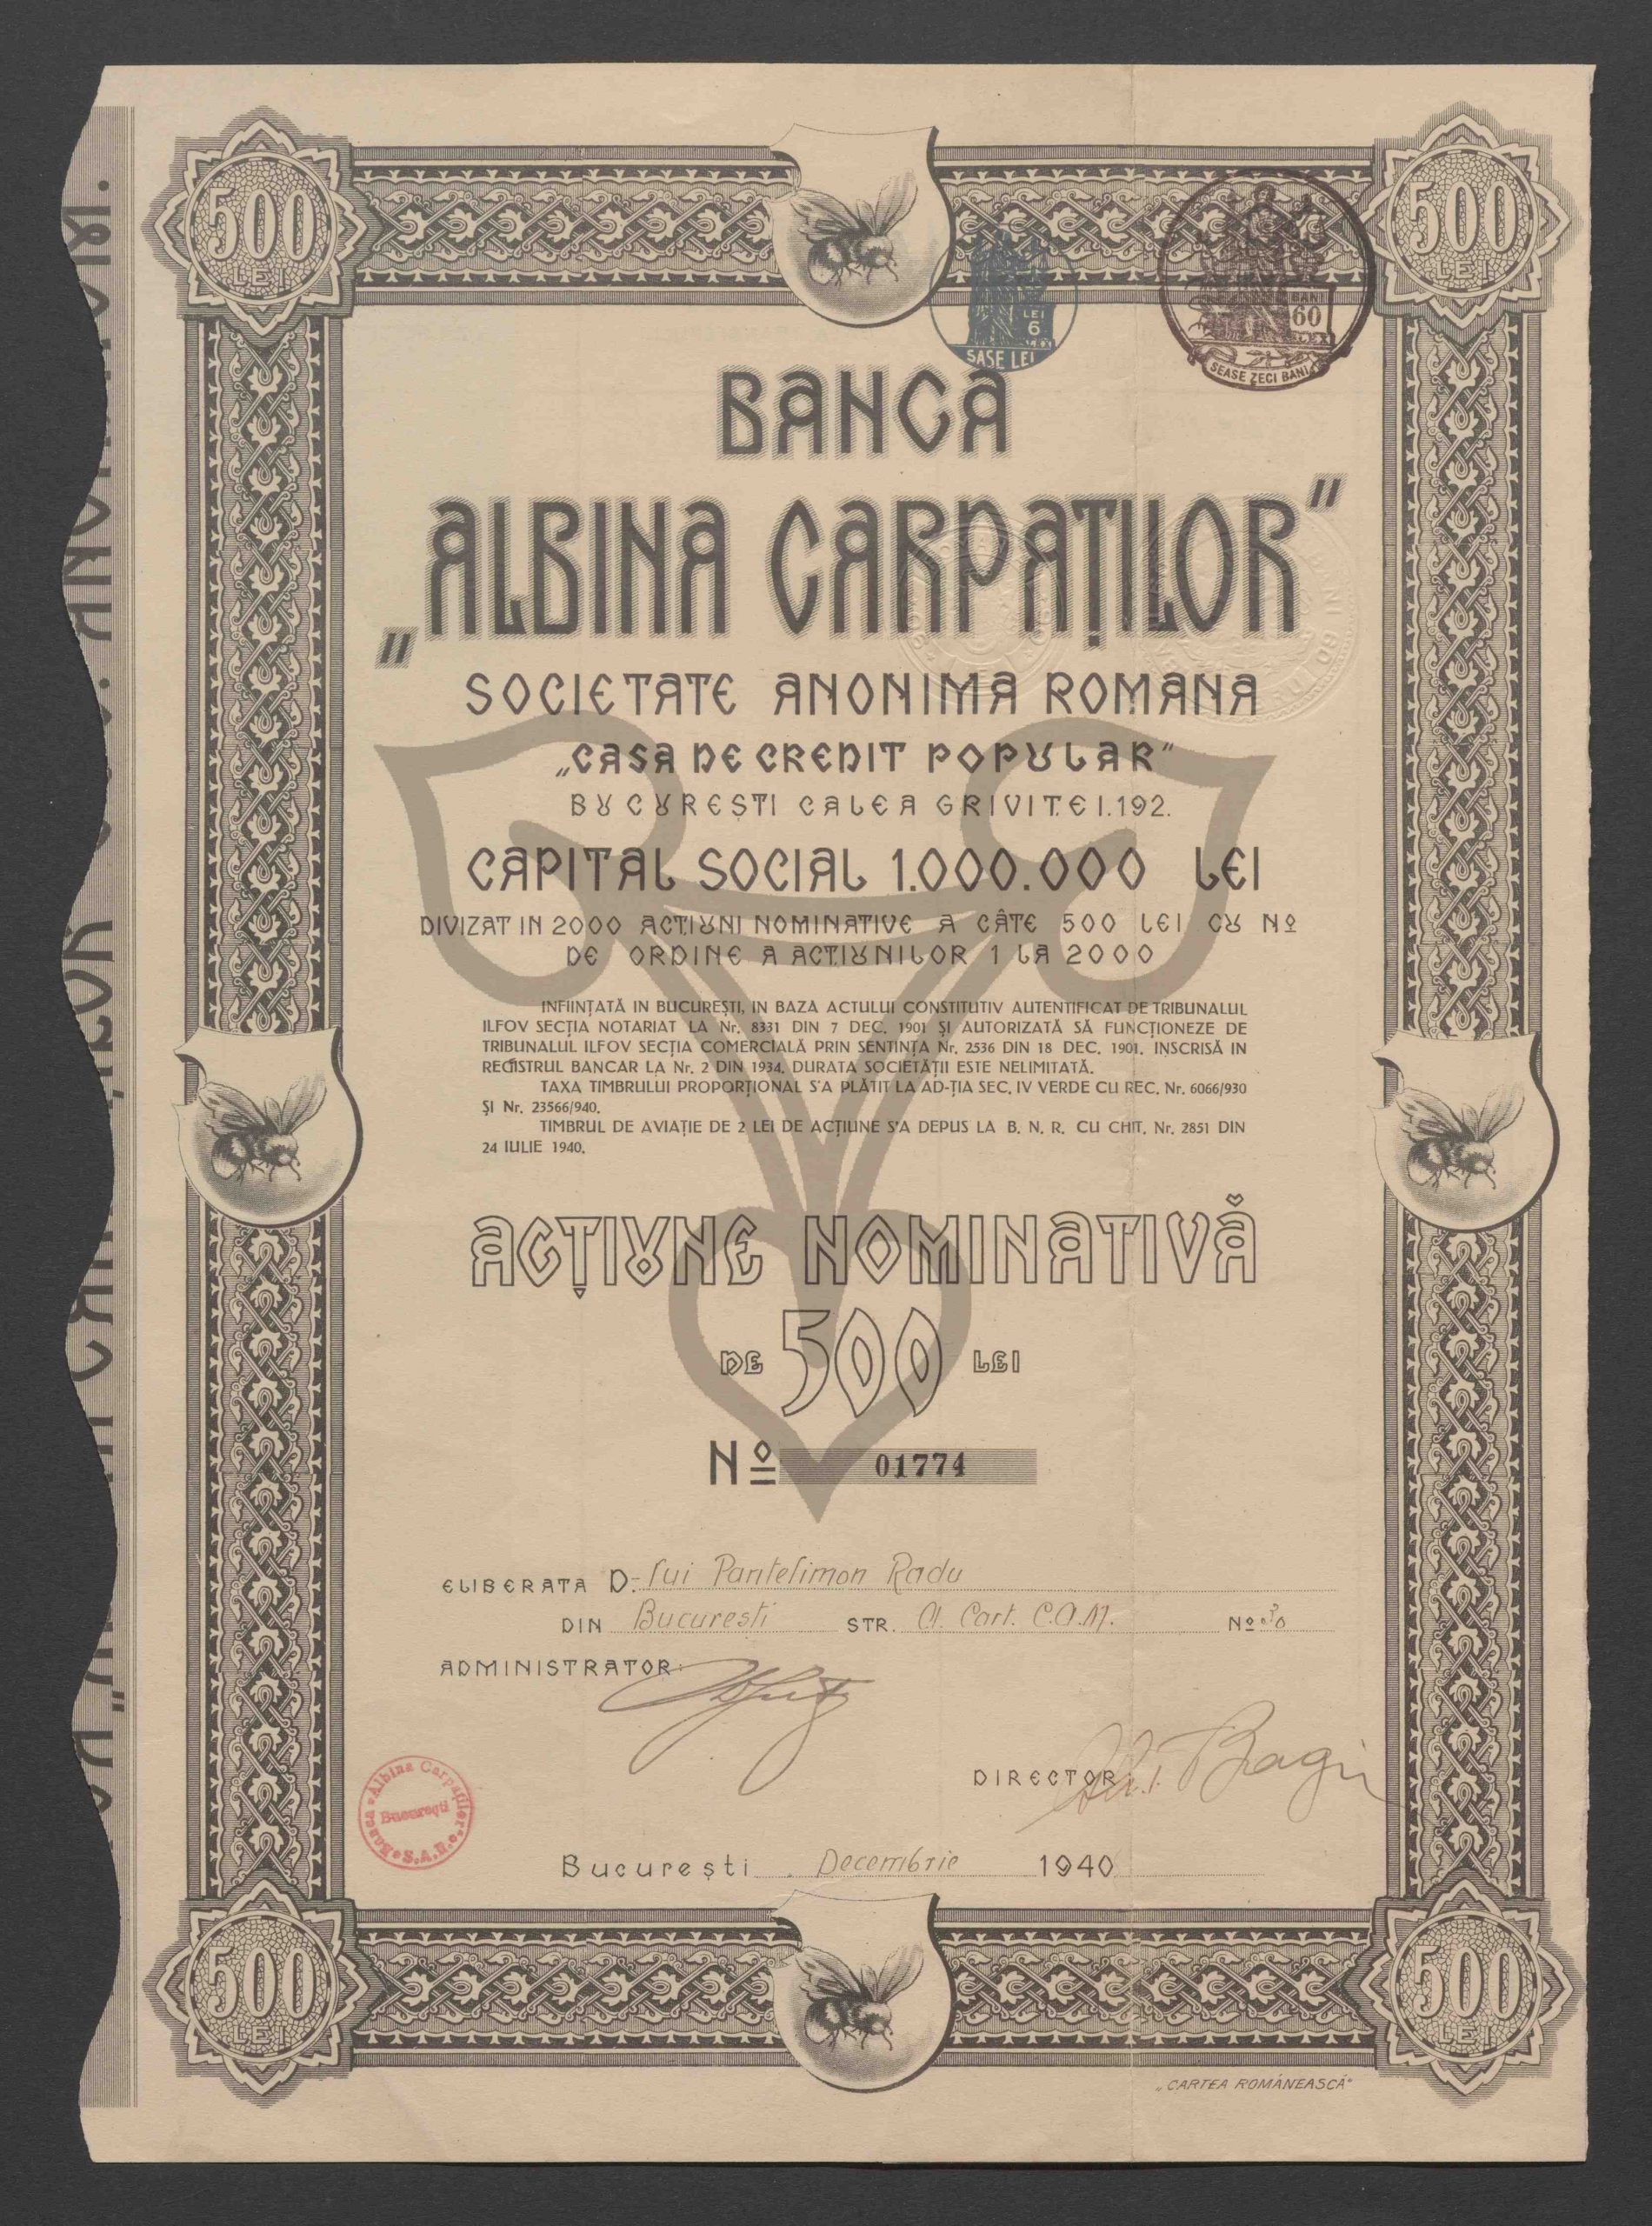 500 LEI
500 LEI
LEI 6
SASE LEI
BANI 60
SEASE ZECI BANI
BANCA
„ALBINA CARPAȚILOR"
SOCIETATE ANONIMA ROMANA
„CASA DE CREDIT POPULAR"
BUCUREȘTI CALEA GRIVIȚEI.192.
CAPITAL SOCIAL 1.000.000 LEI
DIVIZAT IN 2000 ACȚIUNI NOMINATIVE A CÂTE 500 LEI CU Nº
DE ORDINE A ACȚIUNILOR 1 LA 2000
INFIINȚATĂ IN BUCUREȘTI, IN BAZA ACTULUI CONSTITUTIV AUTENTIFICAT DE TRIBUNALUL
ILFOV SECȚIA NOTARIAT LA Nr. 8331 DIN 7 DEC. 1901 ȘI AUTORIZATĂ SĂ FUNCȚIONEZE DE
TRIBUNALUL ILFOV SECȚIA COMERCIALĂ PRIN SENTINȚA Nr. 2536 DIN 18 DEC. 1901. INSCRISĂ IN
REGISTRUL BANCAR LA Nr. 2 DIN 1934. DURATA SOCIETĂȚII ESTE NELIMITATĂ.
TAXA TIMBRULUI PROPORȚIONAL S'A PLĂTIT LA AD-ȚIA SEC. IV VERDE CU REC. Nr. 6066/930
ȘI Nr. 23566/940.
TIMBRUL DE AVIAȚIE DE 2 LEI DE ACȚIUNE S'A DEPUS LA B. N. R. CU CHIT. Nr. 2851 DIN
24 IULIE 1940.
ACȚIUNE NOMINATIVĂ
DE 500 LEI
Nº 01774
ELIBERATA D-lui Pantelimon Radu
DIN Bucuresti STR. Cart. C.A.M. Nº
ADMINISTRATOR:
DIRECTOR:
Banca «Albina Carpaților» S.A.R.
București
București Decembrie 1940
500 LEI
500 LEI
„CARTEA ROMÂNEASCĂ"